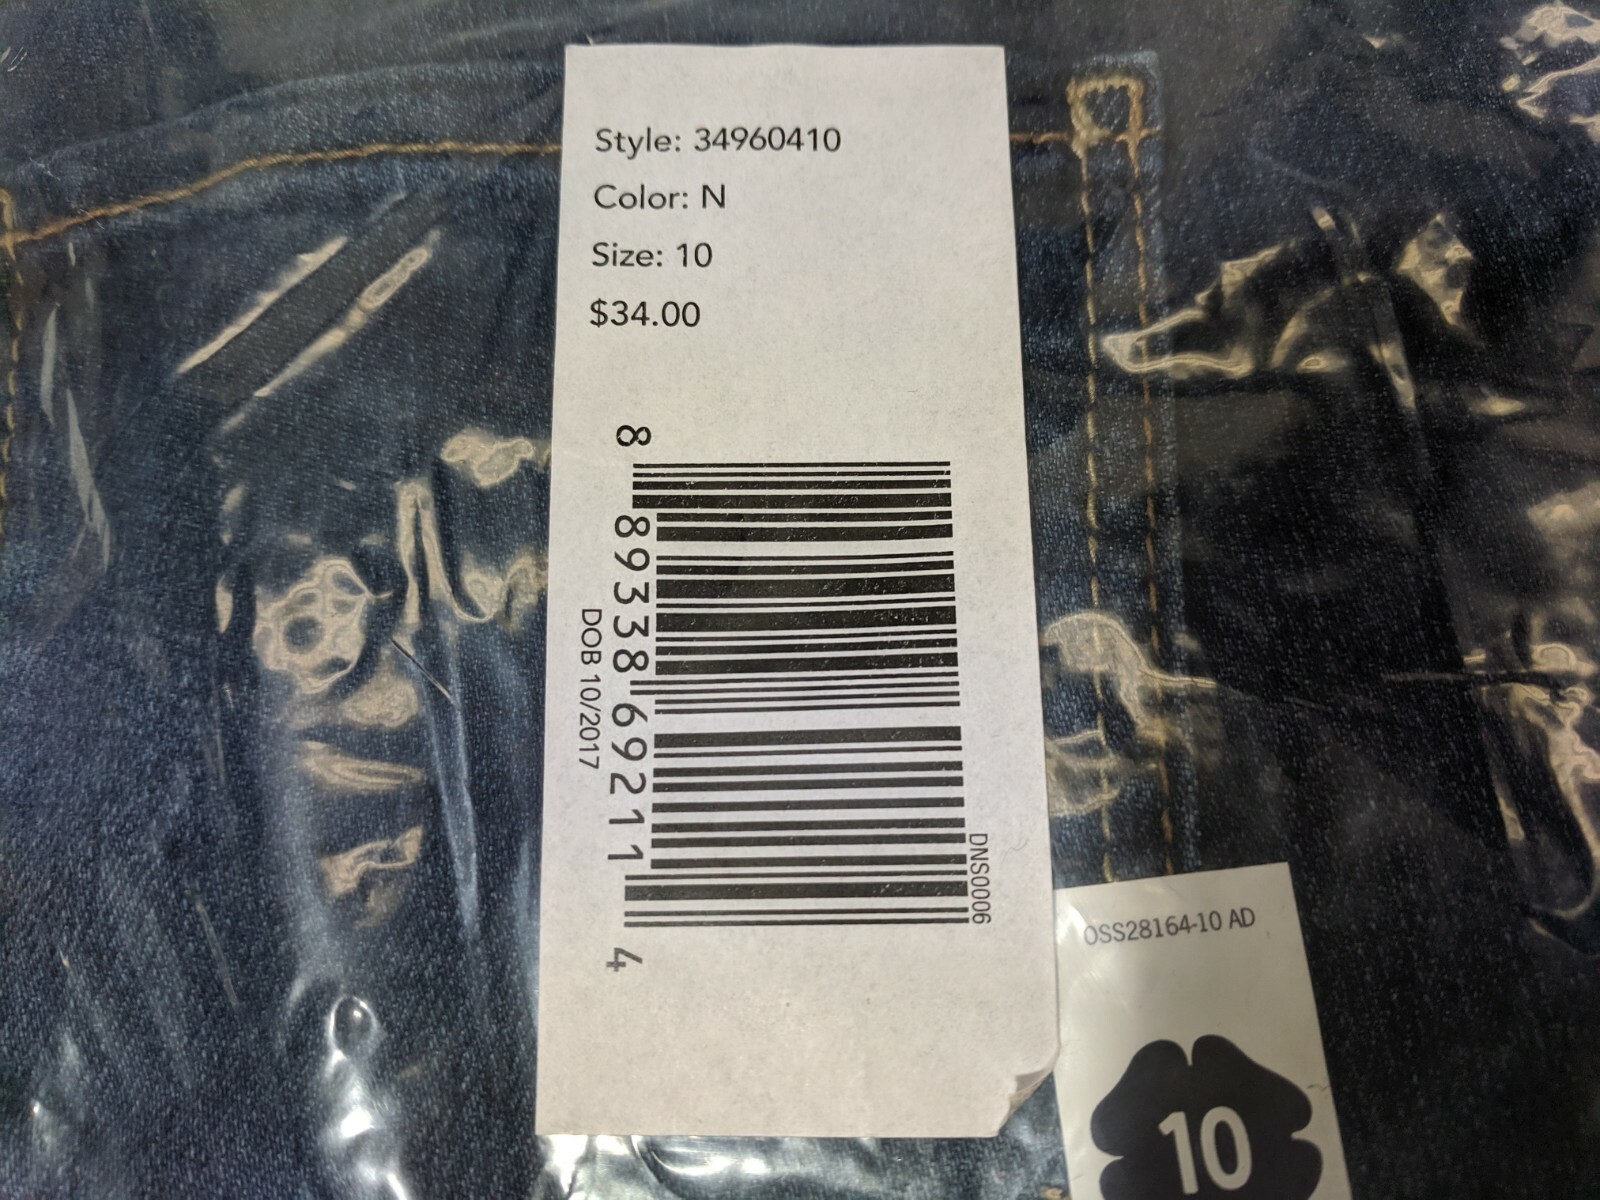 Style: 34960410
Color: N
Size: 10
$34.00
8 89338 69211 4
DOB 10/2017
DNS0006
OSS28164-10 AD
10